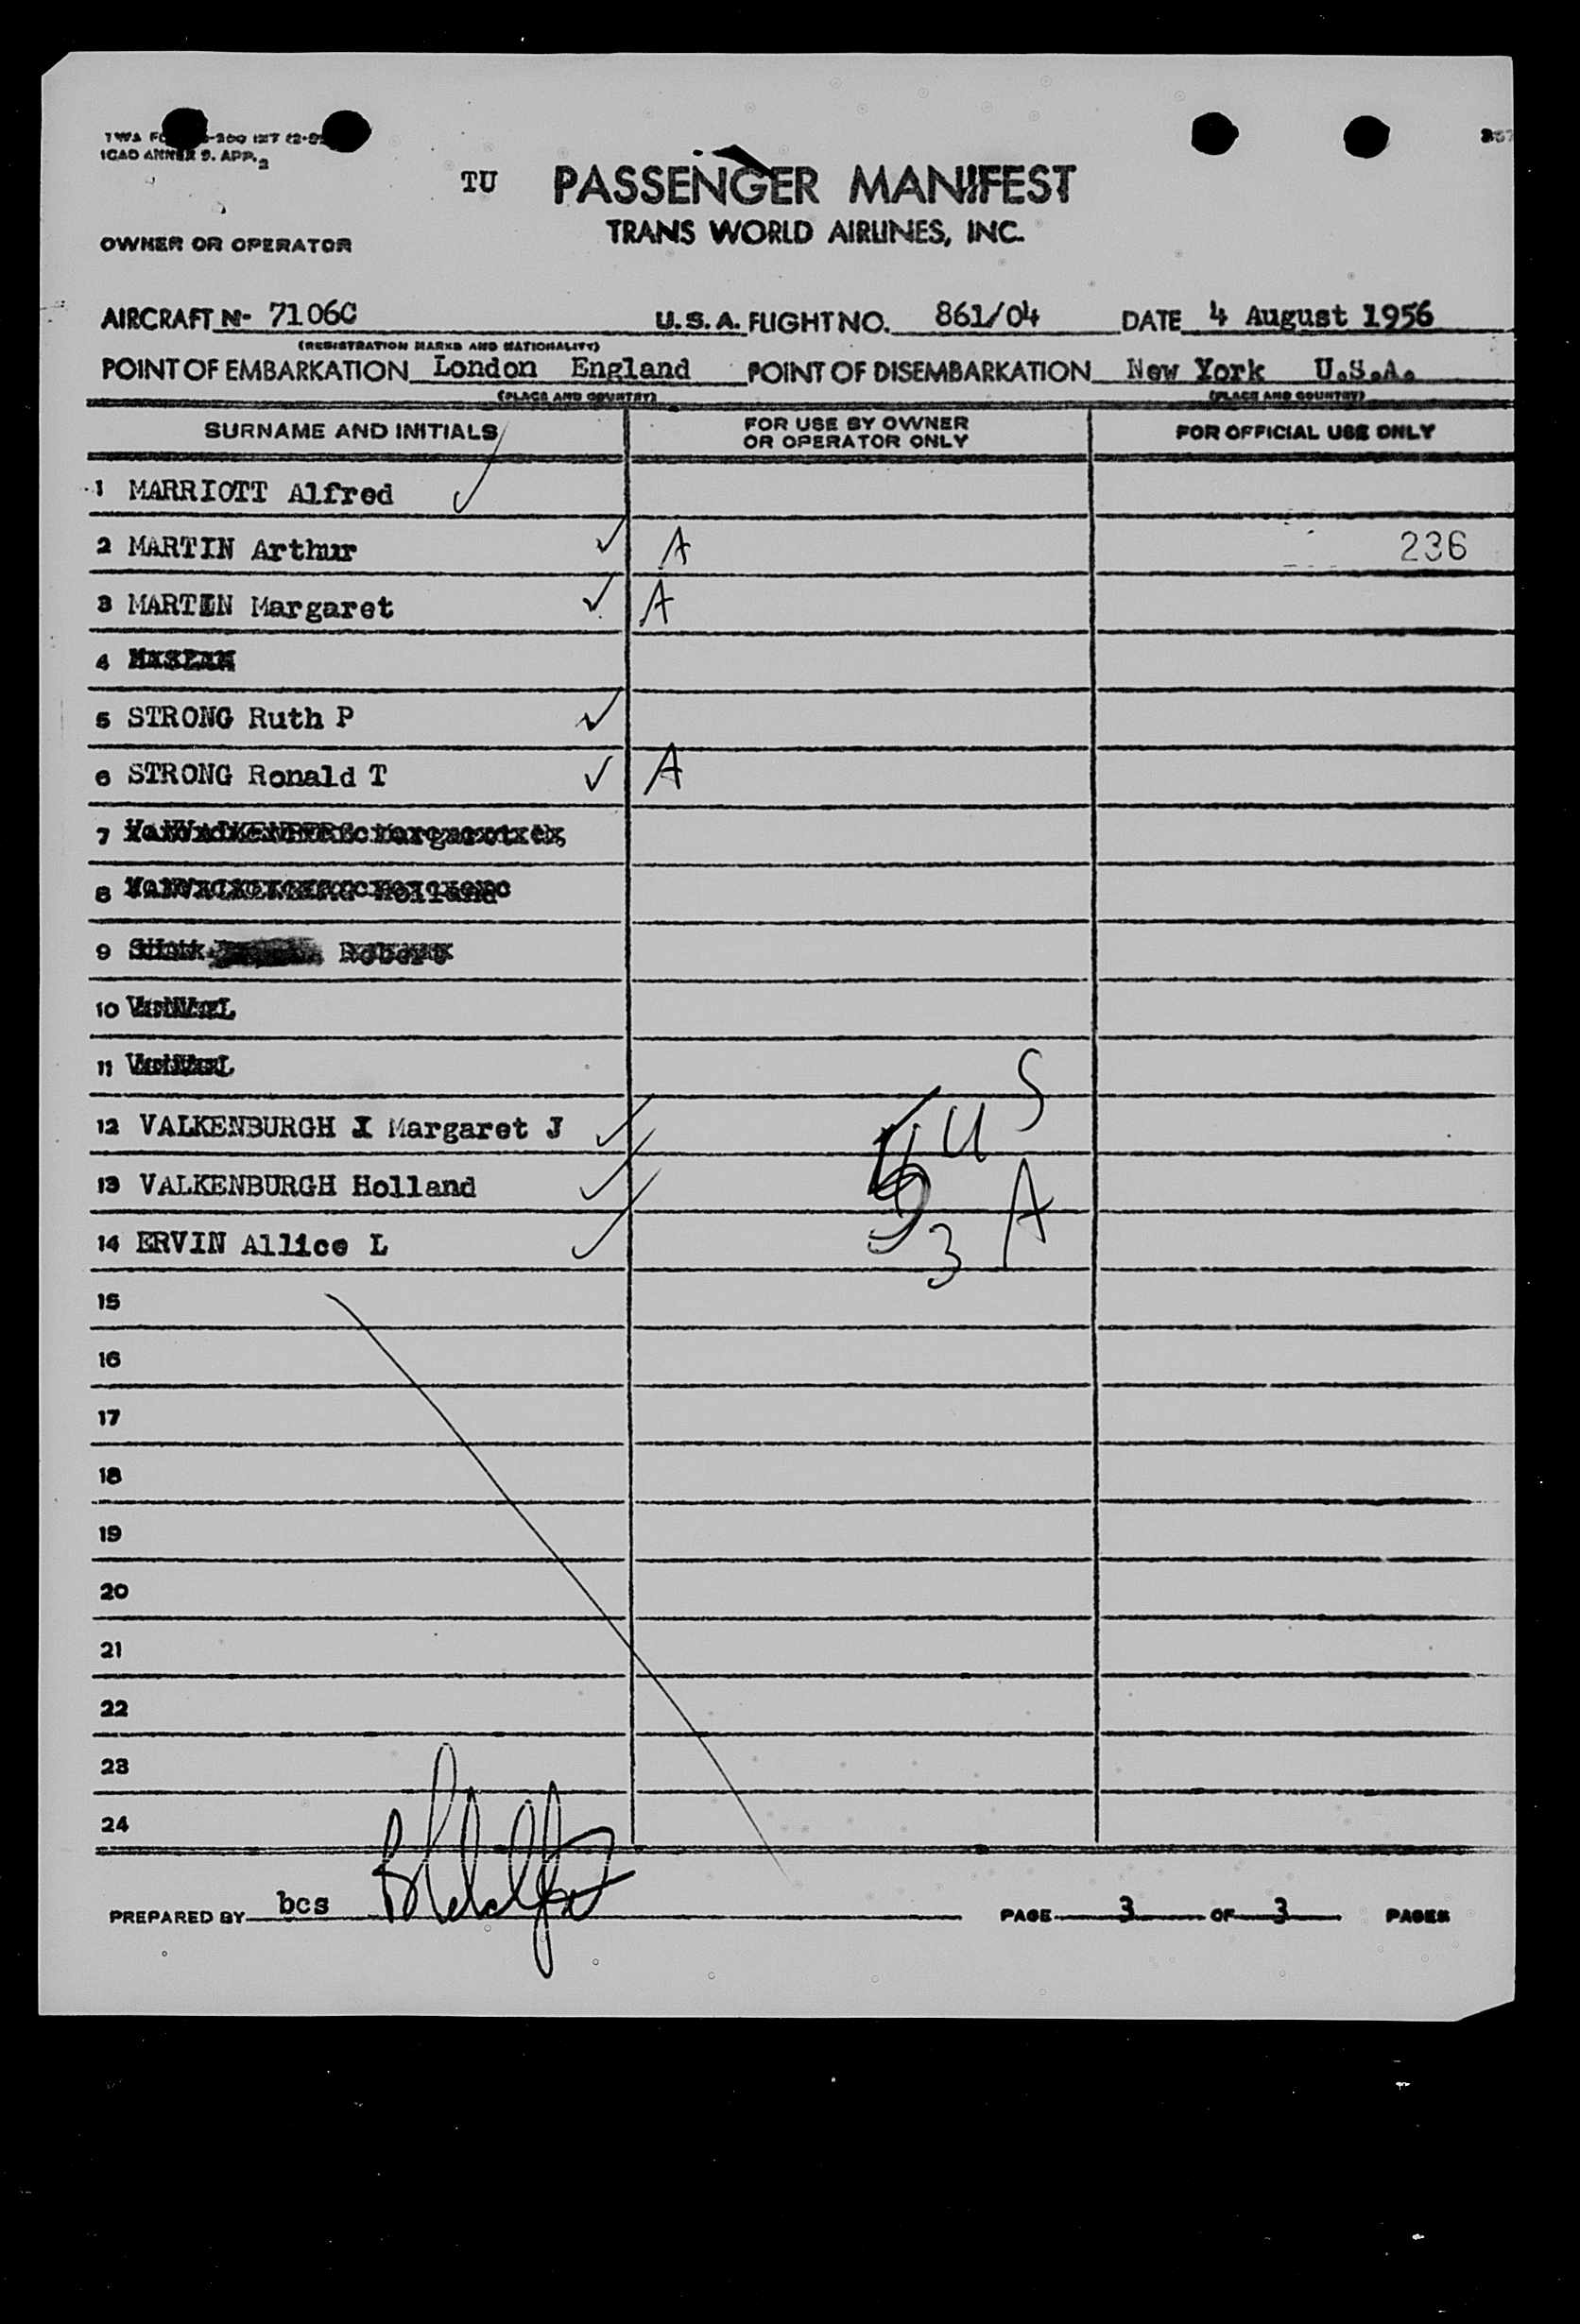 ICAO ANNEX 9. APP. 2
TU PASSENGER MANIFEST
TRANS WORLD AIRLINES, INC.
OWNER OR OPERATOR
AIRCRAFT N- 7106C U.S.A. FLIGHT NO. 861/04 DATE 4 August 1956
(REGISTRATION MARKS AND NATIONALITY)
POINT OF EMBARKATION London England POINT OF DISEMBARKATION New York U.S.A.
(PLACE AND COUNTRY) (PLACE AND COUNTRY)
SURNAME AND INITIALS FOR USE BY OWNER OR OPERATOR ONLY FOR OFFICIAL USE ONLY
1 MARRIOTT Alfred
2 MARTIN Arthur A 236
3 MARTIN Margaret A
4
5 STRONG Ruth P
6 STRONG Ronald T A
7
8
9
10
11
12 VALKENBURGH Margaret J 4 U S
13 VALKENBURGH Holland A
14 ERVIN Allice L 3
15
16
17
18
19
20
21
22
23
24
PREPARED BY bcs PAGE 3 OF 3 PAGES